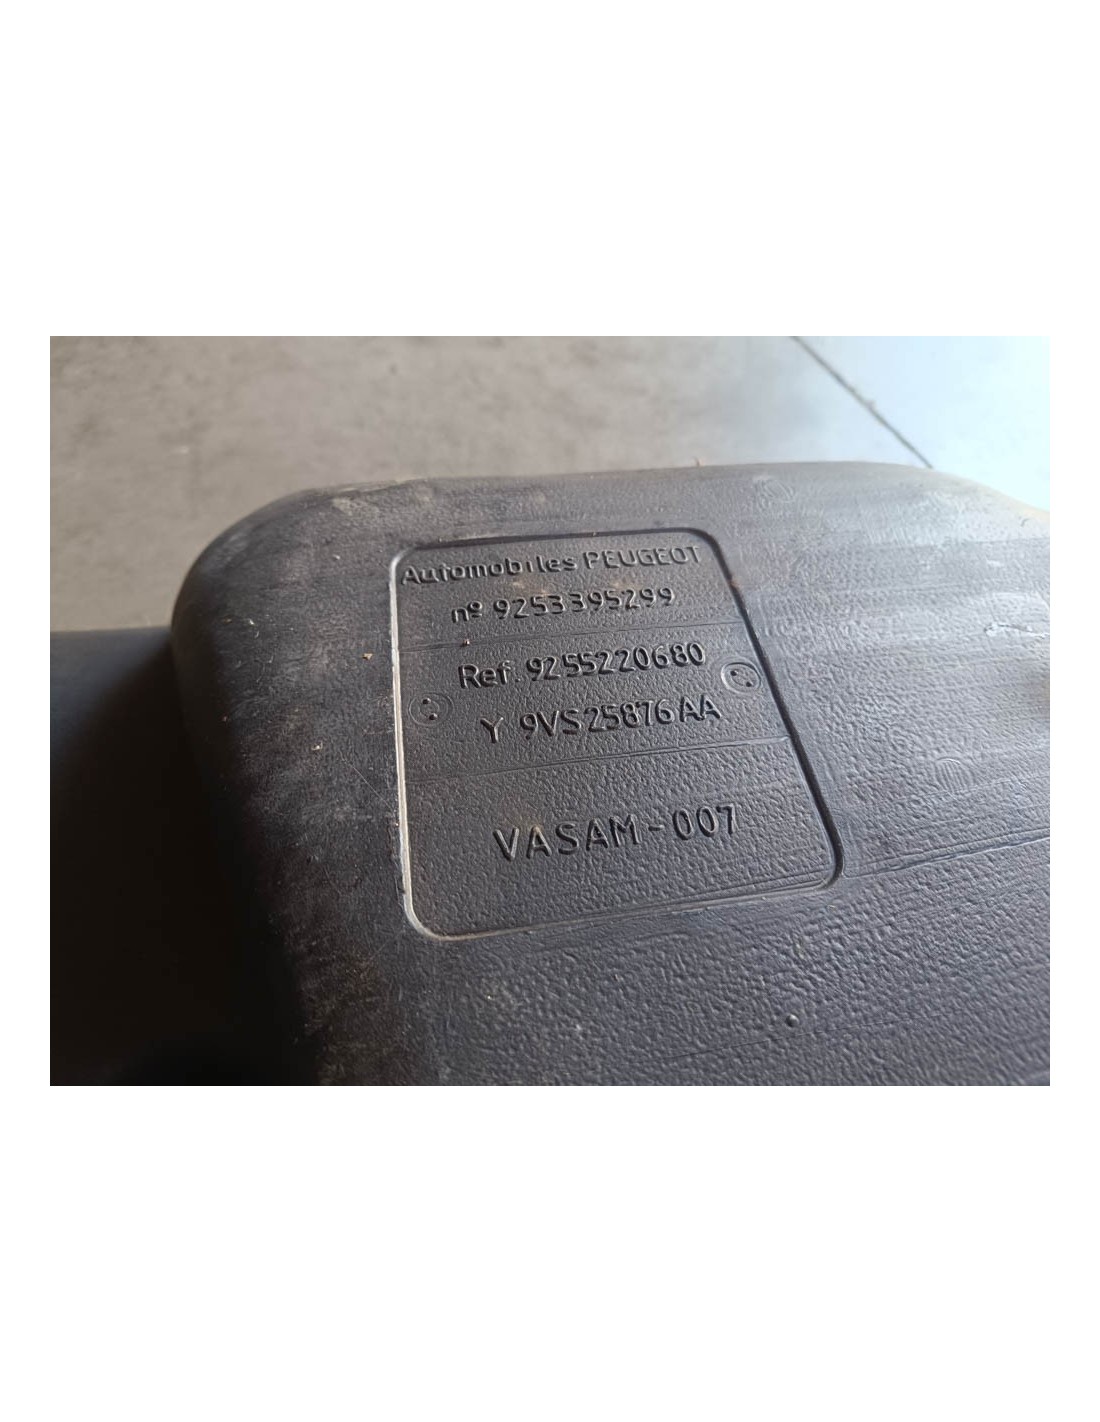 Automobiles PEUGEOT
nº 9253395299
Ref. 9255220680
Y 9VS25876AA
VASAM-007